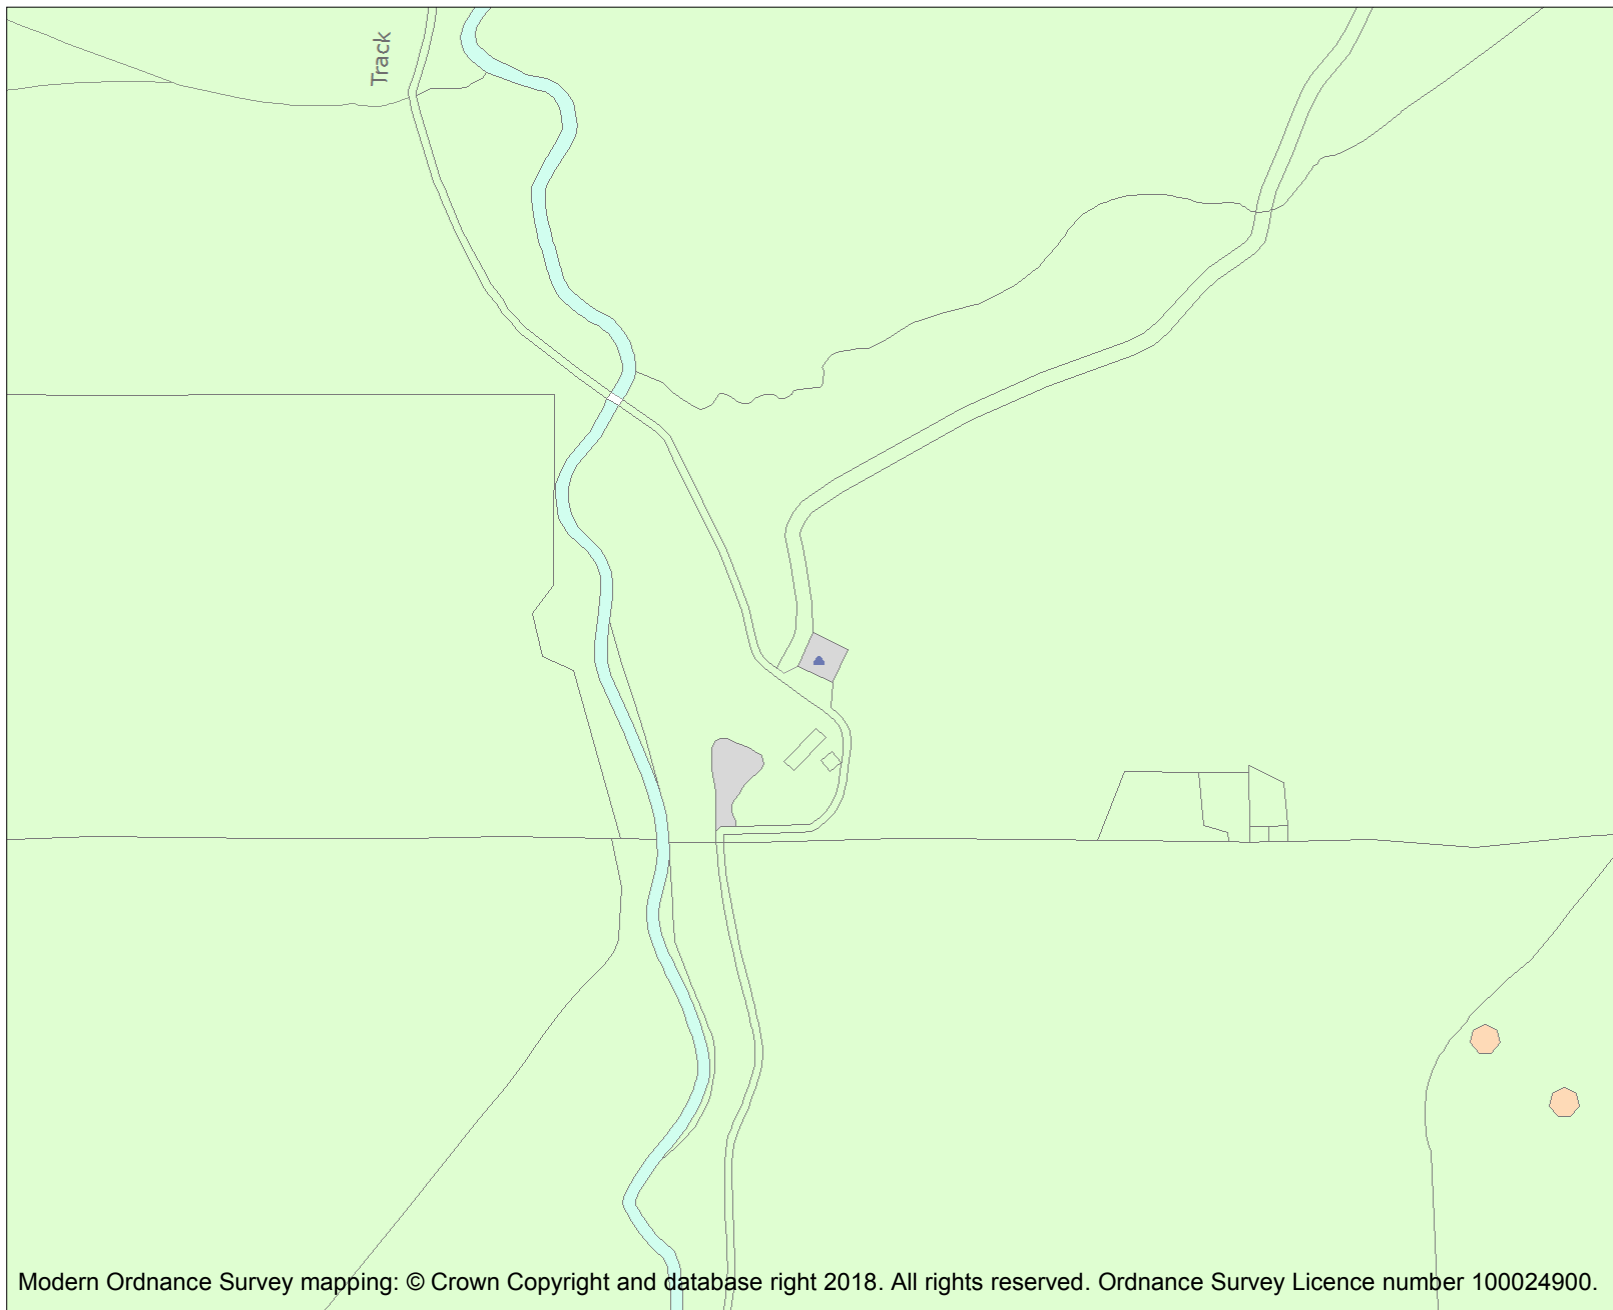 Track
Modern Ordnance Survey mapping: © Crown Copyright and database right 2018. All rights reserved. Ordnance Survey Licence number 100024900.